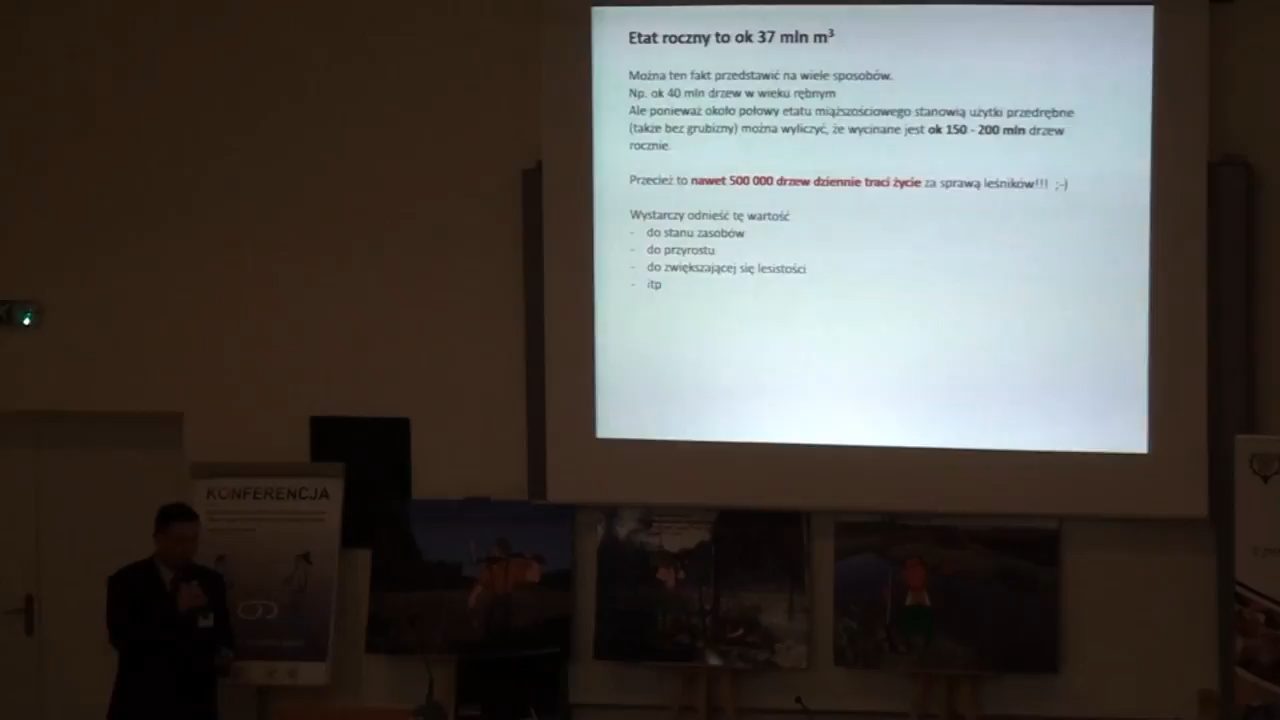 Etat roczny to ok 37 mln m³
Można ten fakt przedstawić na wiele sposobów.
Np. ok 40 mln drzew w wieku rębnym
Ale ponieważ około połowy etatu miąższościowego stanowią użytki przedrębne
(także bez grubizny) można wyliczyć, że wycinane jest ok 150 - 200 mln drzew
rocznie.
Przecież to nawet 500 000 drzew dziennie traci życie za sprawą leśników!!! ;-)
Wystarczy odnieść tę wartość
- do stanu zasobów
- do przyrostu
- do zwiększającej się lesistości
- itp
KONFERENCJA